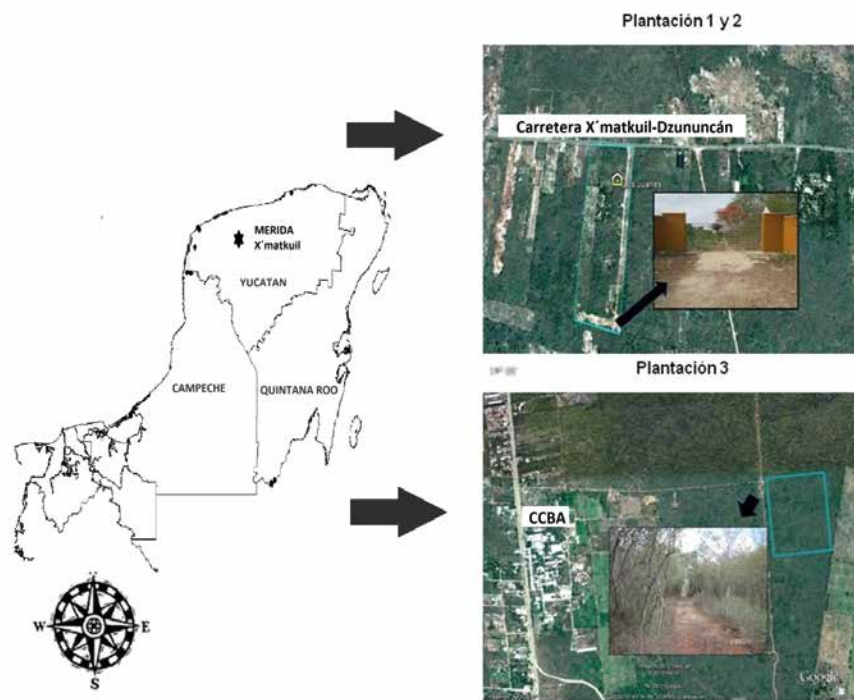 Plantación 1 y 2
Carretera X´matkuil-Dzununcán
MERIDA
X´matkuil
YUCATAN
CAMPECHE
QUINTANA ROO
Plantación 3
CCBA
W
E
S
Google